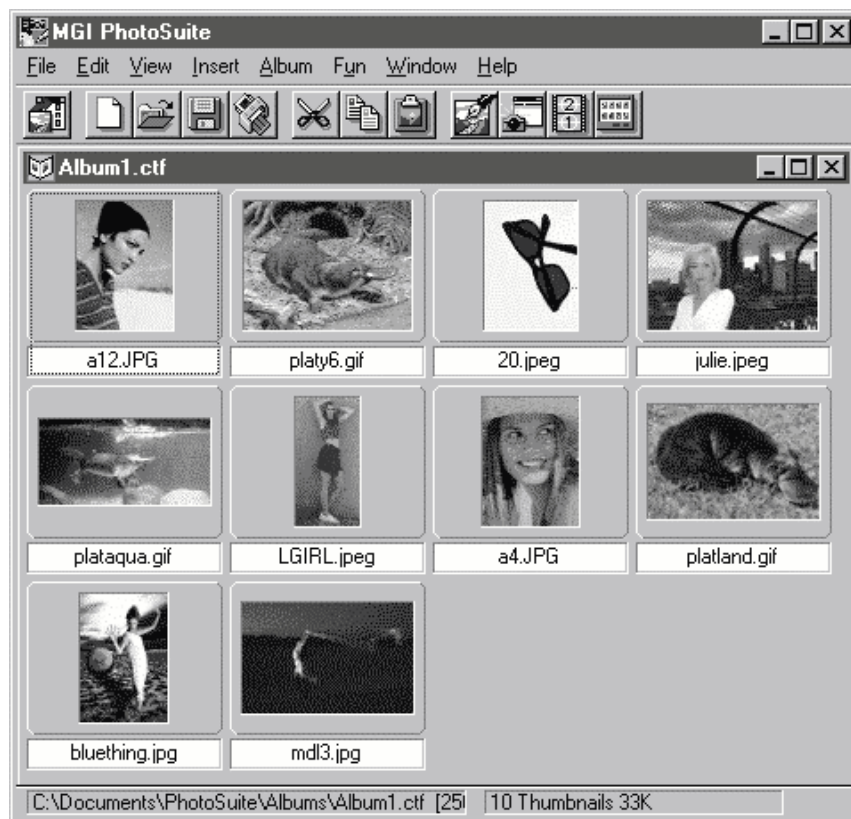 MGI PhotoSuite
File Edit View Insert Album Fun Window Help
Album1.ctf
a12.JPG platy6.gif 20.jpeg julie.jpeg
plataqua.gif LGIRL.jpeg a4.JPG platland.gif
bluething.jpg mdl3.jpg
C:\Documents\PhotoSuite\Albums\Album1.ctf [25 10 Thumbnails 33K